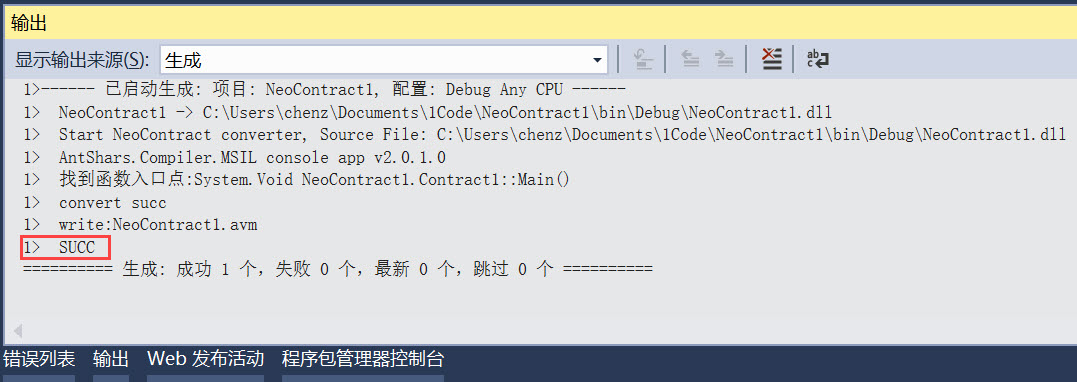 输出
显示输出来源(S): 生成
1>------ 已启动生成: 项目: NeoContract1, 配置: Debug Any CPU ------
1>  NeoContract1 -> C:\Users\chenz\Documents\1Code\NeoContract1\bin\Debug\NeoContract1.dll
1>  Start NeoContract converter, Source File: C:\Users\chenz\Documents\1Code\NeoContract1\bin\Debug\NeoContract1.dll
1>  AntShars.Compiler.MSIL console app v2.0.1.0
1>  找到函数入口点:System.Void NeoContract1.Contract1::Main()
1>  convert succ
1>  write:NeoContract1.avm
1>  SUCC
========== 生成: 成功 1 个，失败 0 个，最新 0 个，跳过 0 个 ==========
错误列表 输出 Web 发布活动 程序包管理器控制台